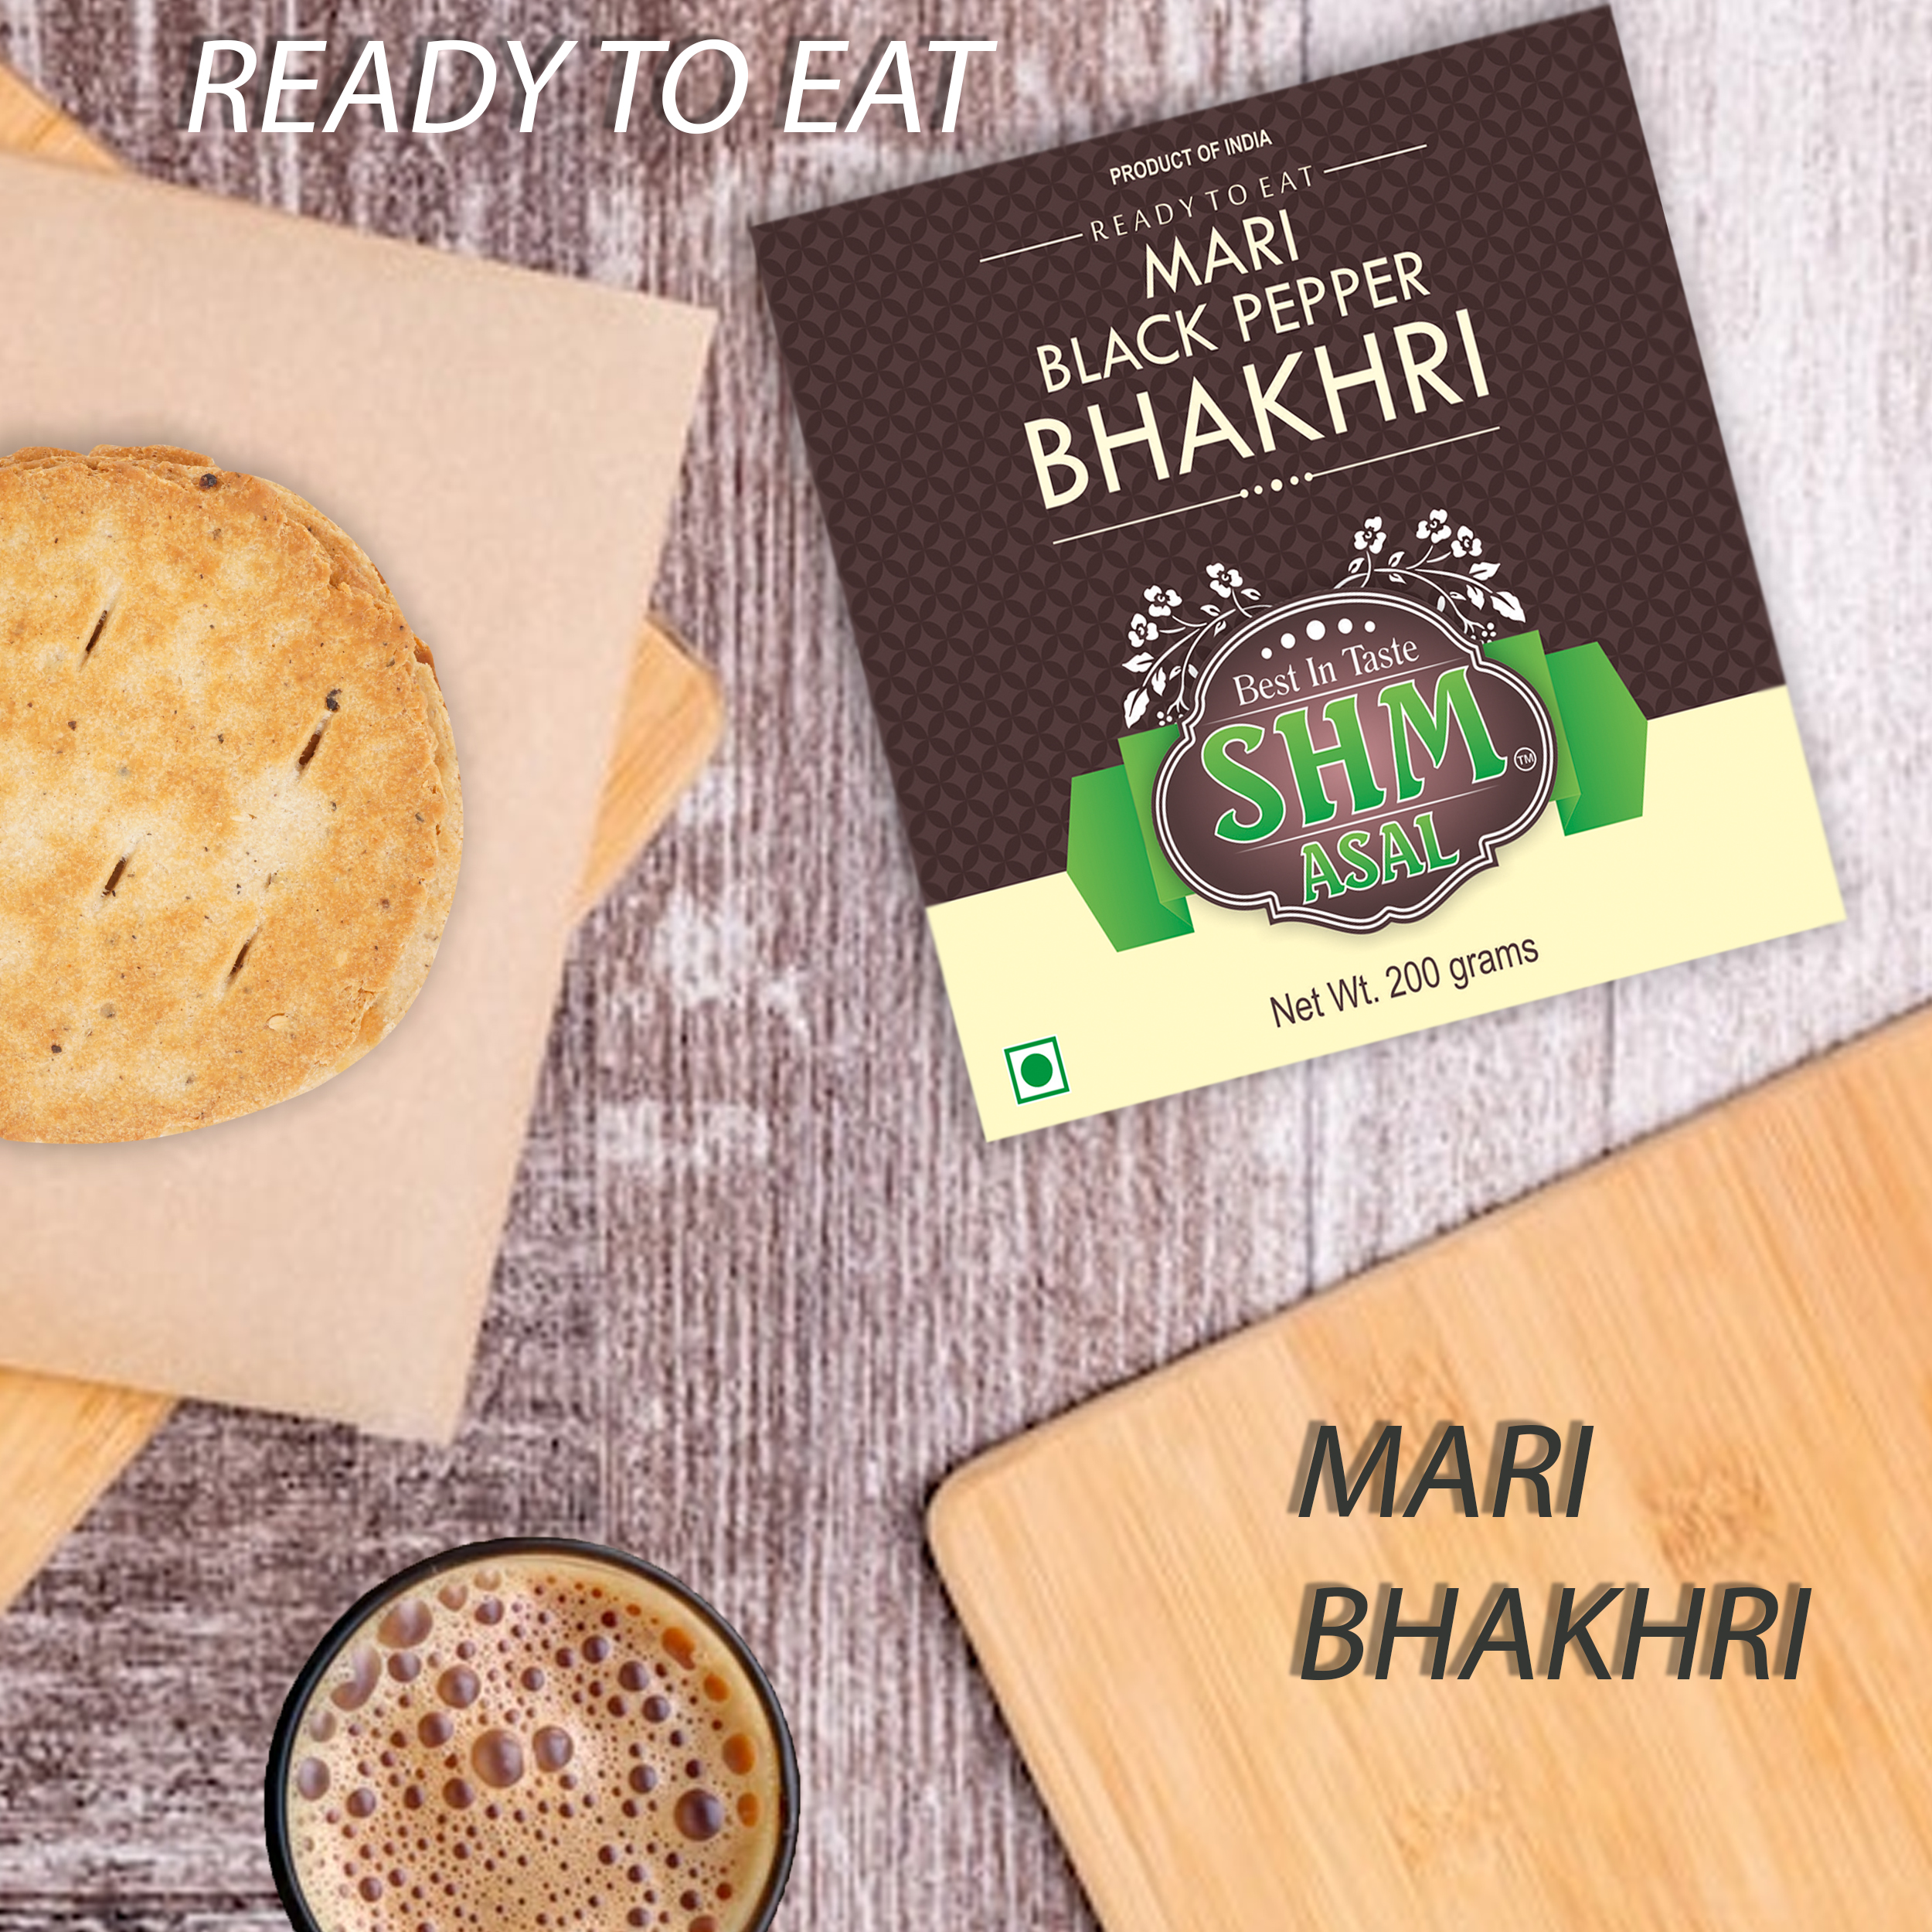 READY TO EAT
PRODUCT OF INDIA
READY TO EAT
MARI
BLACK PEPPER
BHAKHRI
Best In Taste
SHM
TM
ASAL
Net Wt. 200 grams
MARI
BHAKHRI